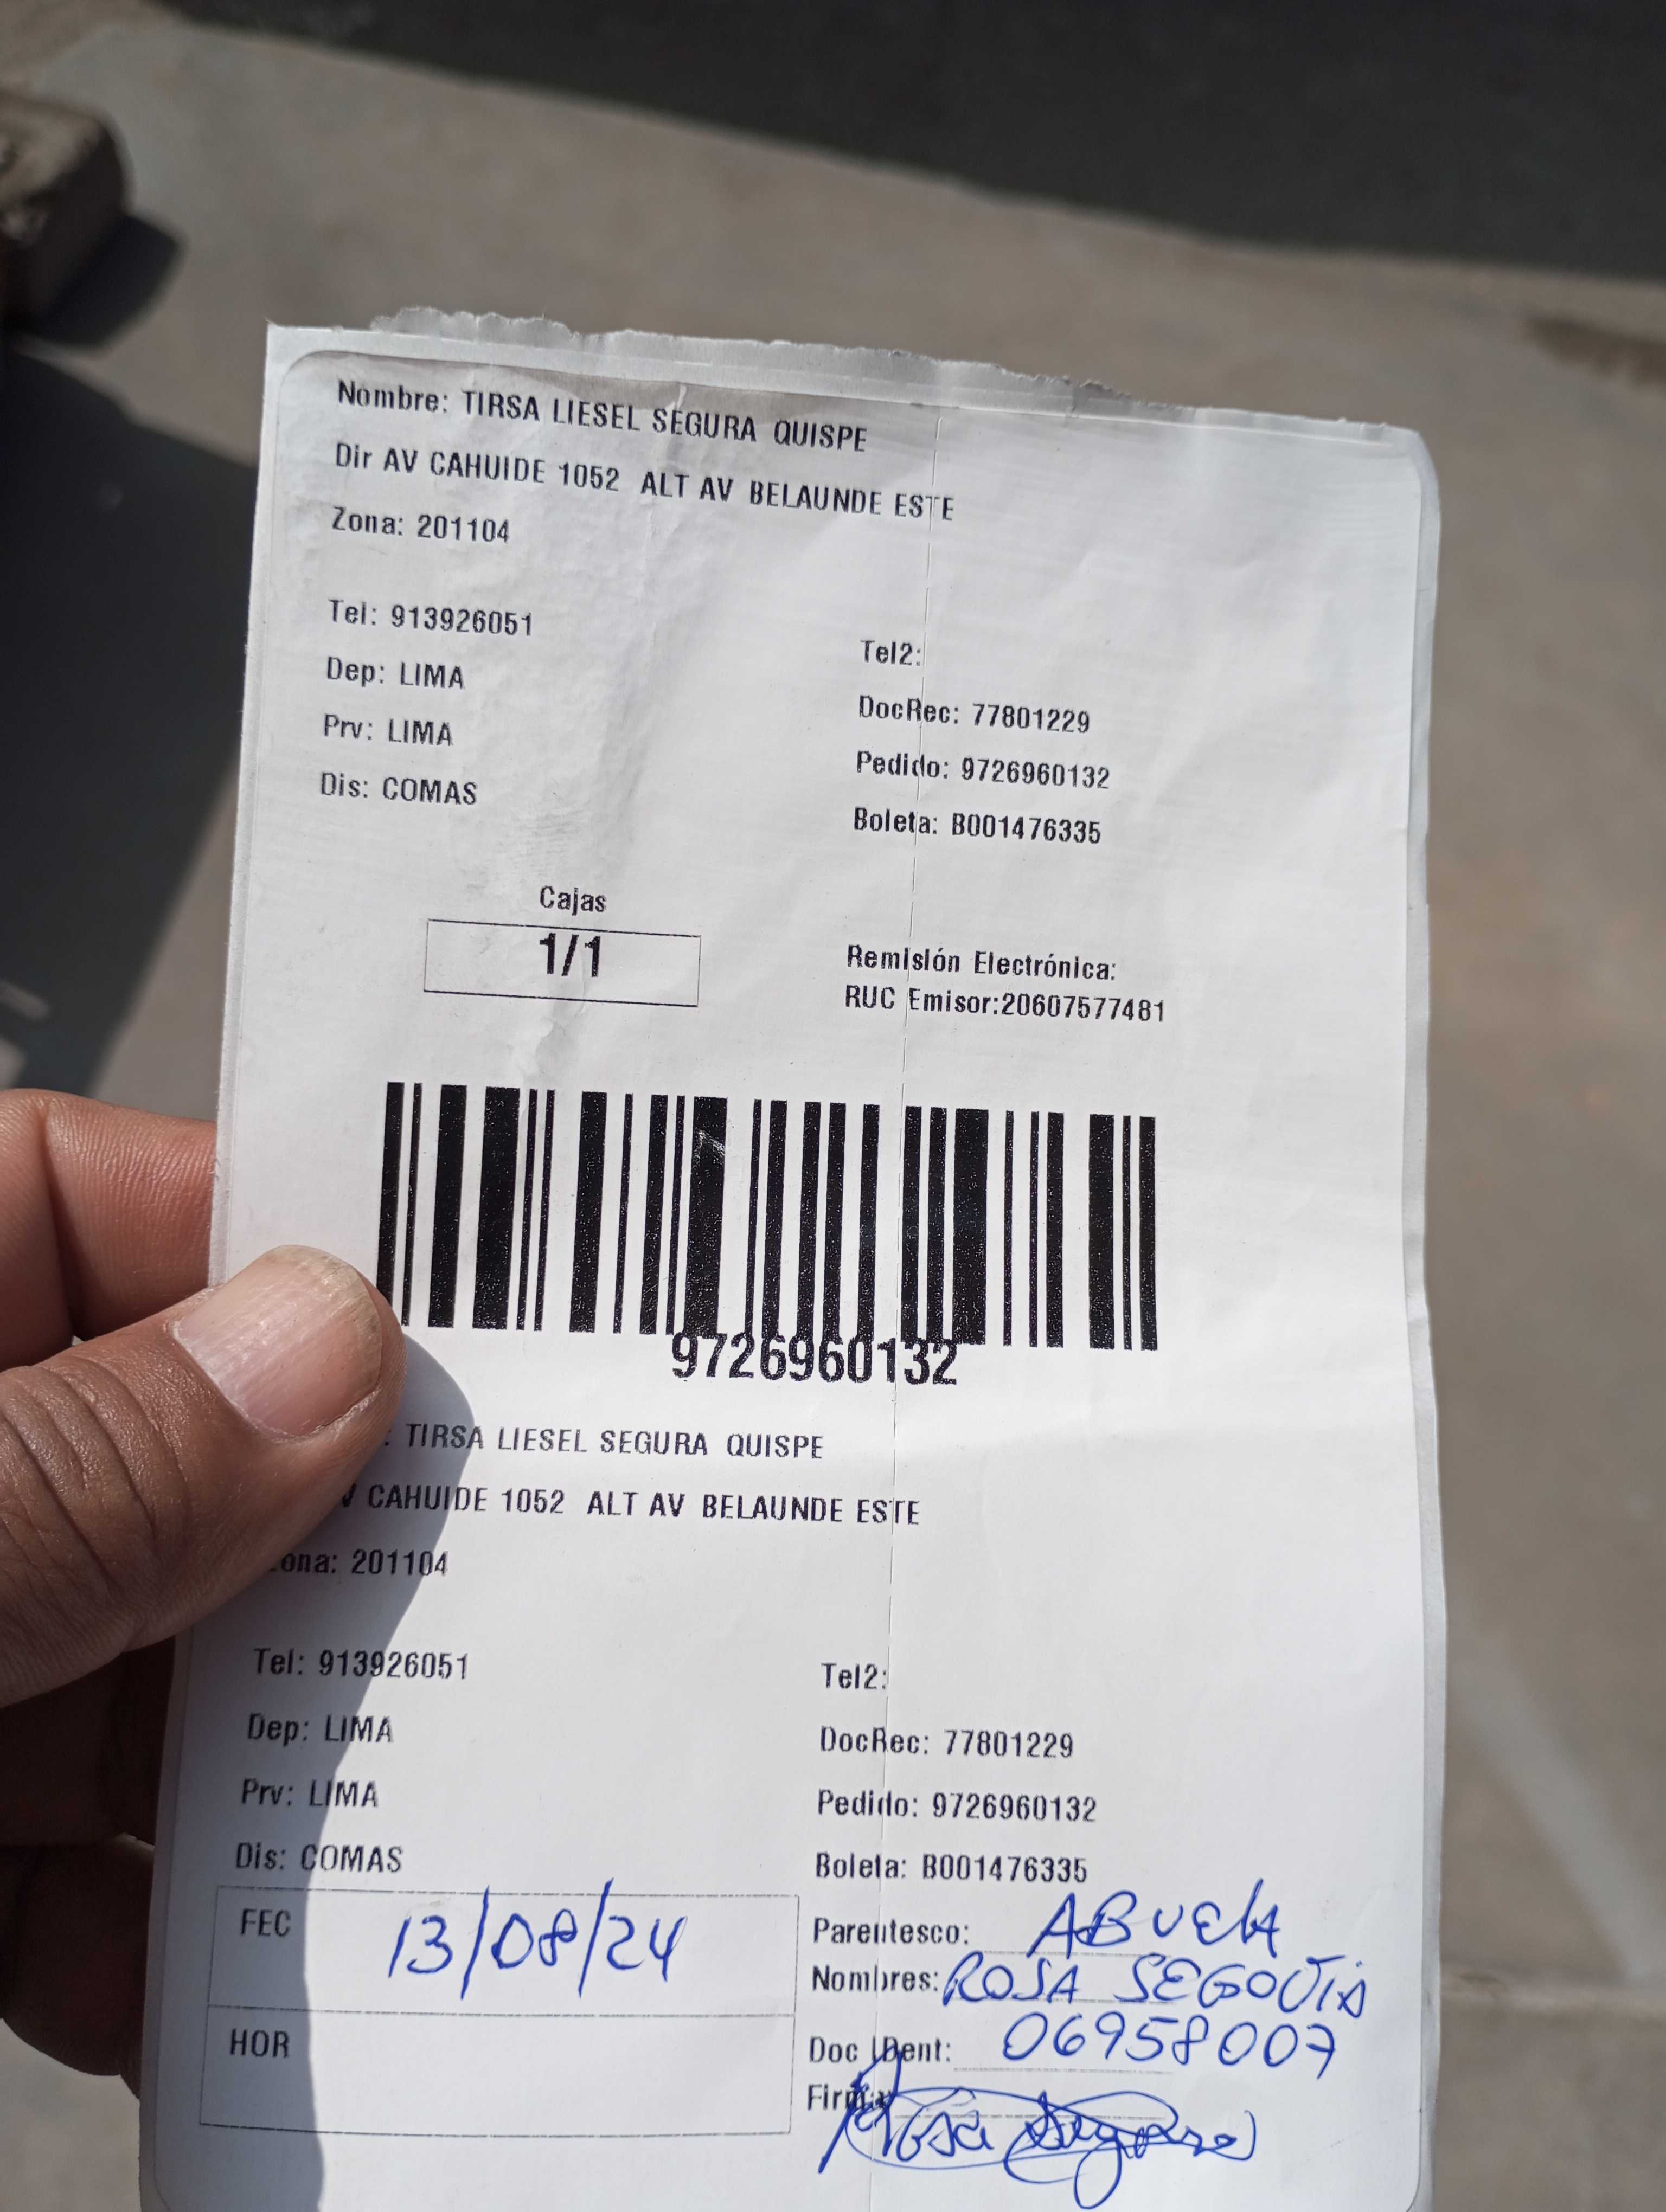 Nombre: TIRSA LIESEL SEGURA QUISPE
Dir AV CAHUIDE 1052 ALT AV BELAUNDE ESTE
Zona: 201104
Tel: 913926051
Tel2:
Dep: LIMA
DocRec: 77801229
Prv: LIMA
Pedido: 9726960132
Dis: COMAS
Boleta: B001476335
Cajas
1/1
Remisión Electrónica:
RUC Emisor:20607577481
9726960132
: TIRSA LIESEL SEGURA QUISPE
V CAHUIDE 1052 ALT AV BELAUNDE ESTE
ona: 201104
Tel: 913926051
Tel2:
Dep: LIMA
DocRec: 77801229
Prv: LIMA
Pedido: 9726960132
Dis: COMAS
Boleta: B001476335
FEC 13/08/24
Parentesco: ABUElA
Nombres: ROSA SEGOVIA
HOR
Doc IDent: 06958007
Firma: Rosa Segovia